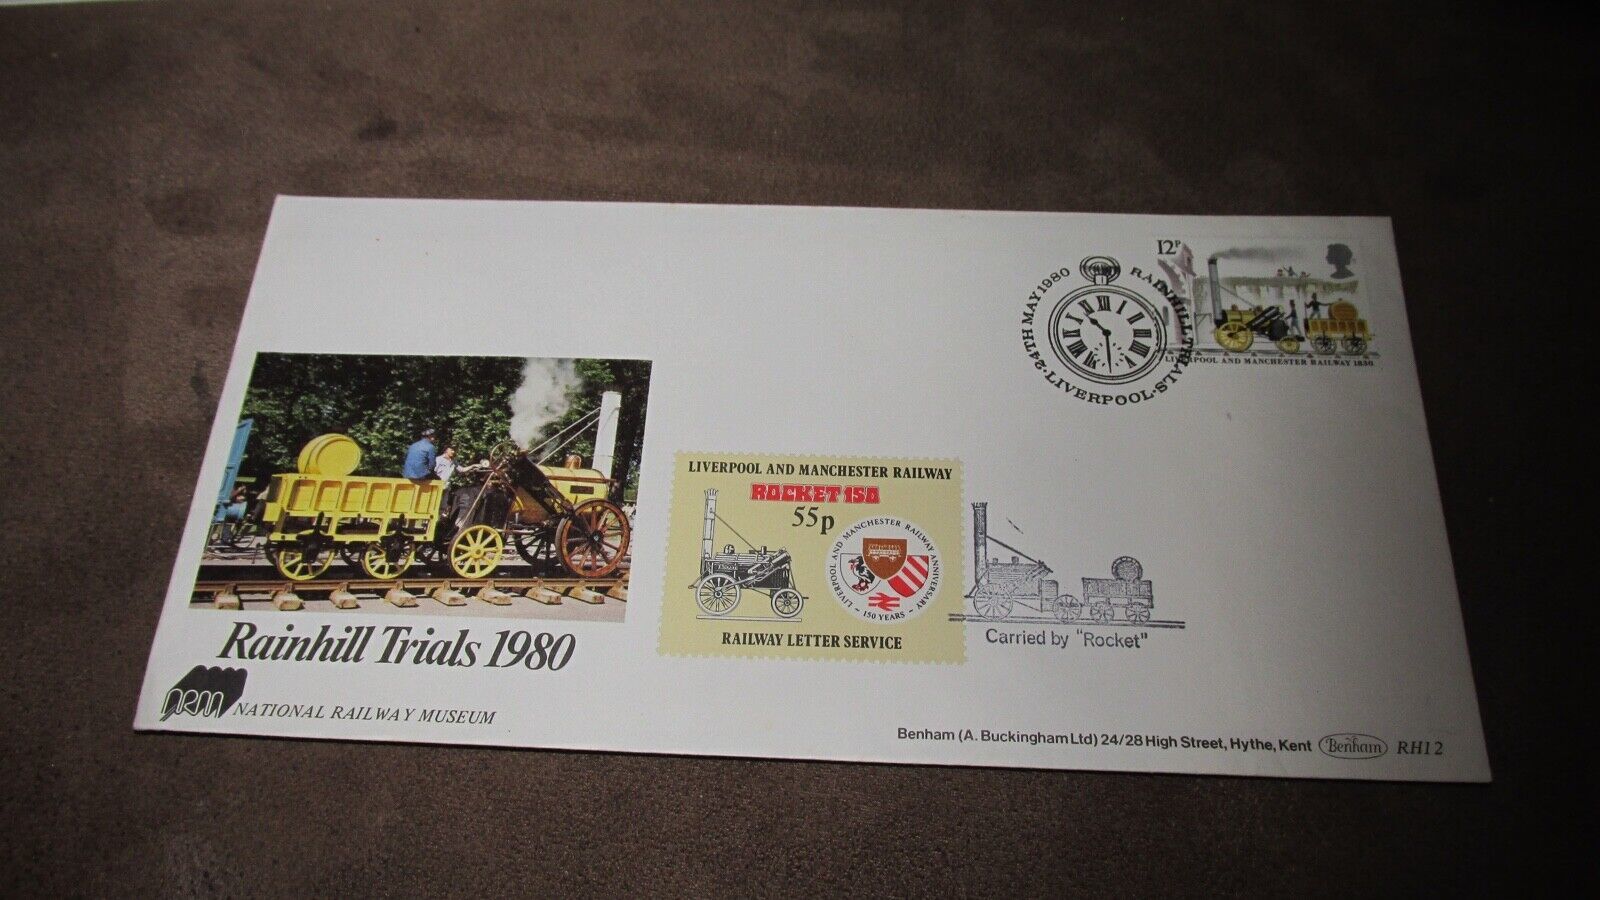 12P
LIVERPOOL AND MANCHESTER RAILWAY 1830
24TH MAY 1980 RAINHILL TRIALS · LIVERPOOL ·
LIVERPOOL AND MANCHESTER RAILWAY
ROCKET 150
55p
LIVERPOOL AND MANCHESTER RAILWAY ANNIVERSARY
– 150 YEARS –
RAILWAY LETTER SERVICE
Carried by "Rocket"
Rainhill Trials 1980
NRM NATIONAL RAILWAY MUSEUM
Benham (A. Buckingham Ltd) 24/28 High Street, Hythe, Kent Benham RH12